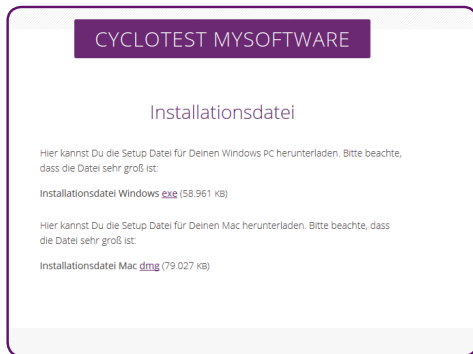 CYCLOTEST MYSOFTWARE
Installationsdatei
Hier kannst Du die Setup Datei für Deinen Windows PC herunterladen. Bitte beachte,
dass die Datei sehr groß ist:
Installationsdatei Windows exe (58.961 KB)
Hier kannst Du die Setup Datei für Deinen Mac herunterladen. Bitte beachte, dass
die Datei sehr groß ist:
Installationsdatei Mac dmg (79.027 KB)